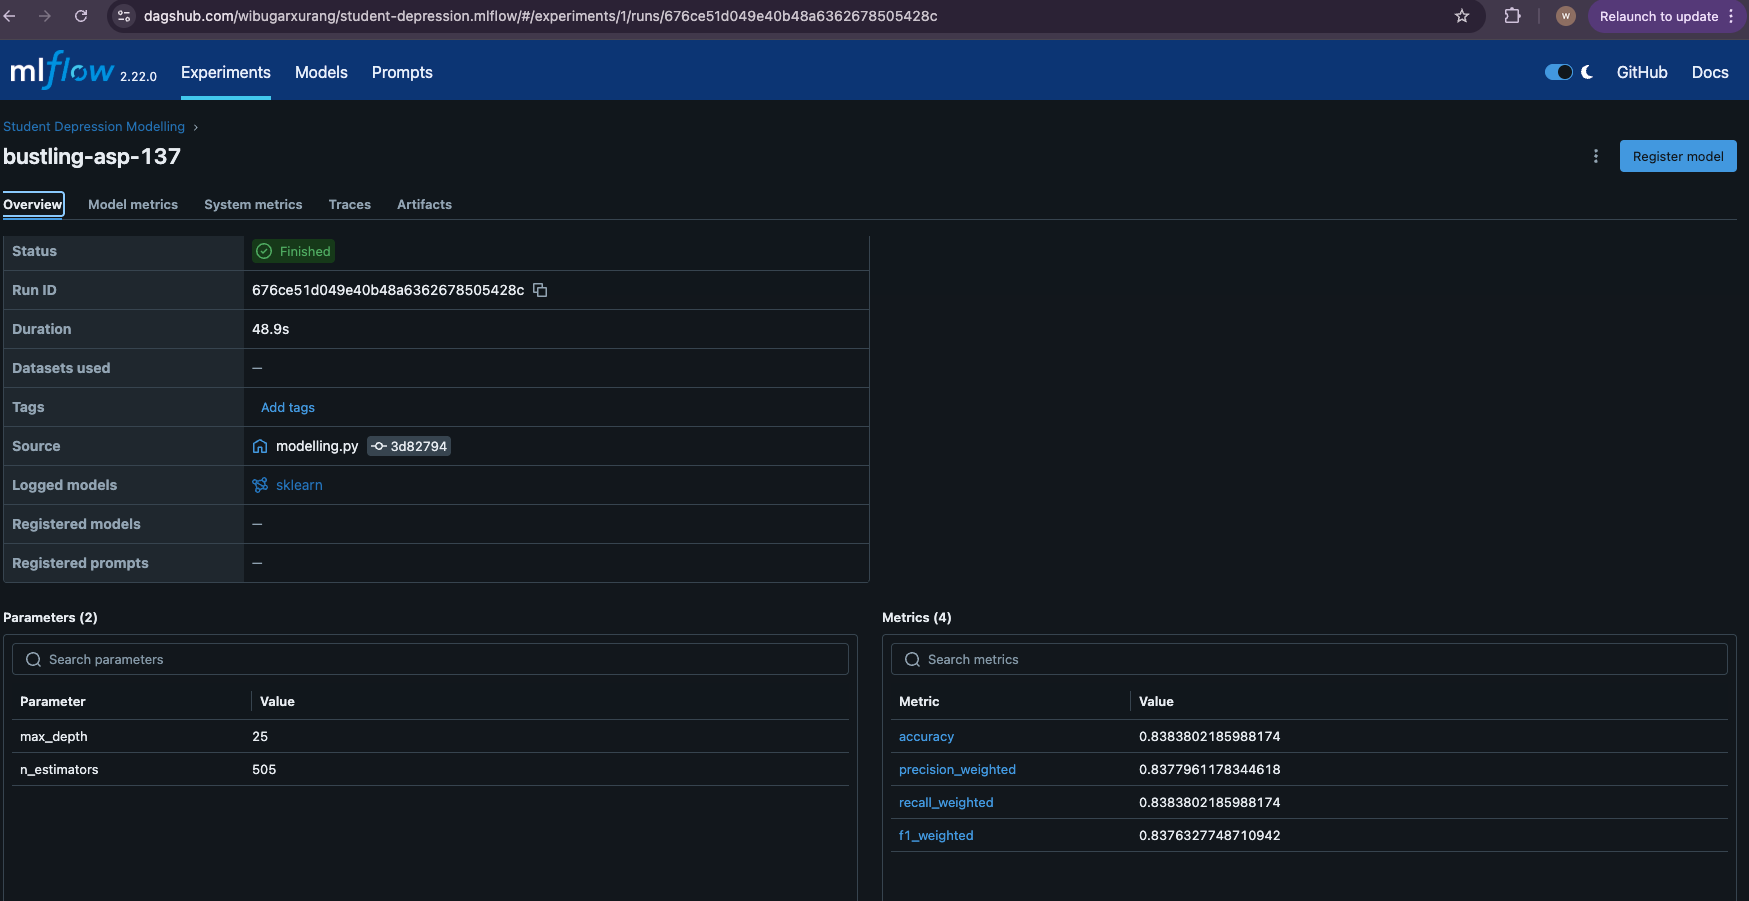 dagshub.com/wibugarxurang/student-depression.mlflow/#/experiments/1/runs/676ce51d049e40b48a6362678505428c
W
Relaunch to update
mlflow 2.22.0 Experiments Models Prompts GitHub Docs
Student Depression Modelling
bustling-asp-137
Register model
Overview Model metrics System metrics Traces Artifacts
Status Finished
Run ID 676ce51d049e40b48a6362678505428c
Duration 48.9s
Datasets used —
Tags Add tags
Source modelling.py 3d82794
Logged models sklearn
Registered models —
Registered prompts —
Parameters (2)
Search parameters
Parameter Value
max_depth 25
n_estimators 505
Metrics (4)
Search metrics
Metric Value
accuracy 0.8383802185988174
precision_weighted 0.8377961178344618
recall_weighted 0.8383802185988174
f1_weighted 0.8376327748710942